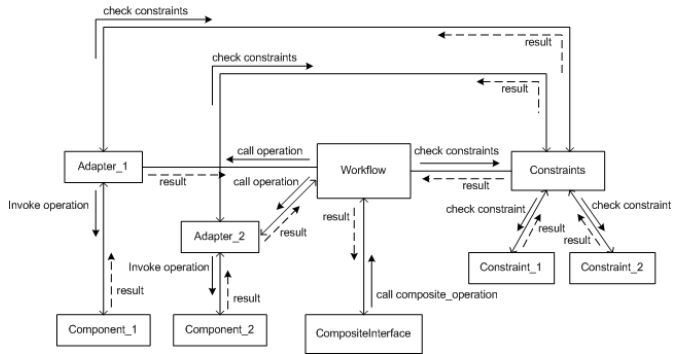 check constraints
result
check constraints
result
call operation
check constraints
Adapter_1
Workflow
Constraints
result
call operation
result
Invoke operation
result
result
check constraint
check constraint
Adapter_2
result
result
Invoke operation
Constraint_1
Constraint_2
result
result
call composite_operation
Component_1
Component_2
CompositeInterface